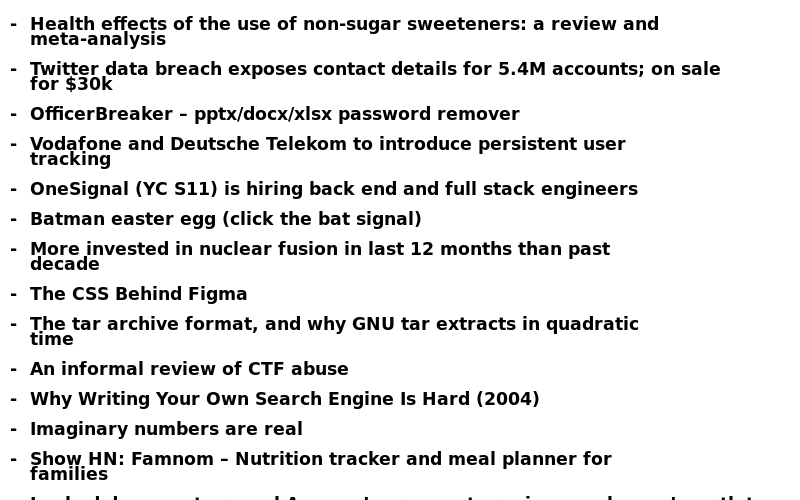 - Health effects of the use of non-sugar sweeteners: a review and
meta-analysis
- Twitter data breach exposes contact details for 5.4M accounts; on sale
for $30k
- OfficerBreaker – pptx/docx/xlsx password remover
- Vodafone and Deutsche Telekom to introduce persistent user
tracking
- OneSignal (YC S11) is hiring back end and full stack engineers
- Batman easter egg (click the bat signal)
- More invested in nuclear fusion in last 12 months than past
decade
- The CSS Behind Figma
- The tar archive format, and why GNU tar extracts in quadratic
time
- An informal review of CTF abuse
- Why Writing Your Own Search Engine Is Hard (2004)
- Imaginary numbers are real
- Show HN: Famnom – Nutrition tracker and meal planner for
families